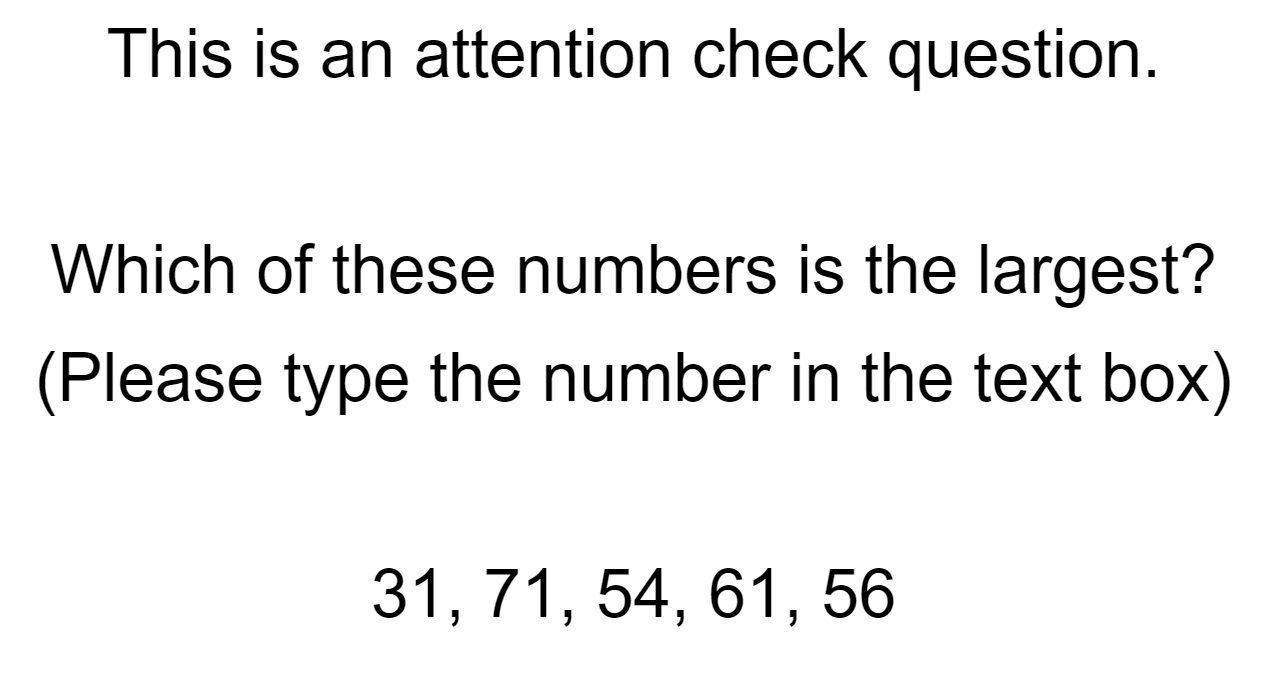 This is an attention check question.
Which of these numbers is the largest?
(Please type the number in the text box)
31, 71, 54, 61, 56